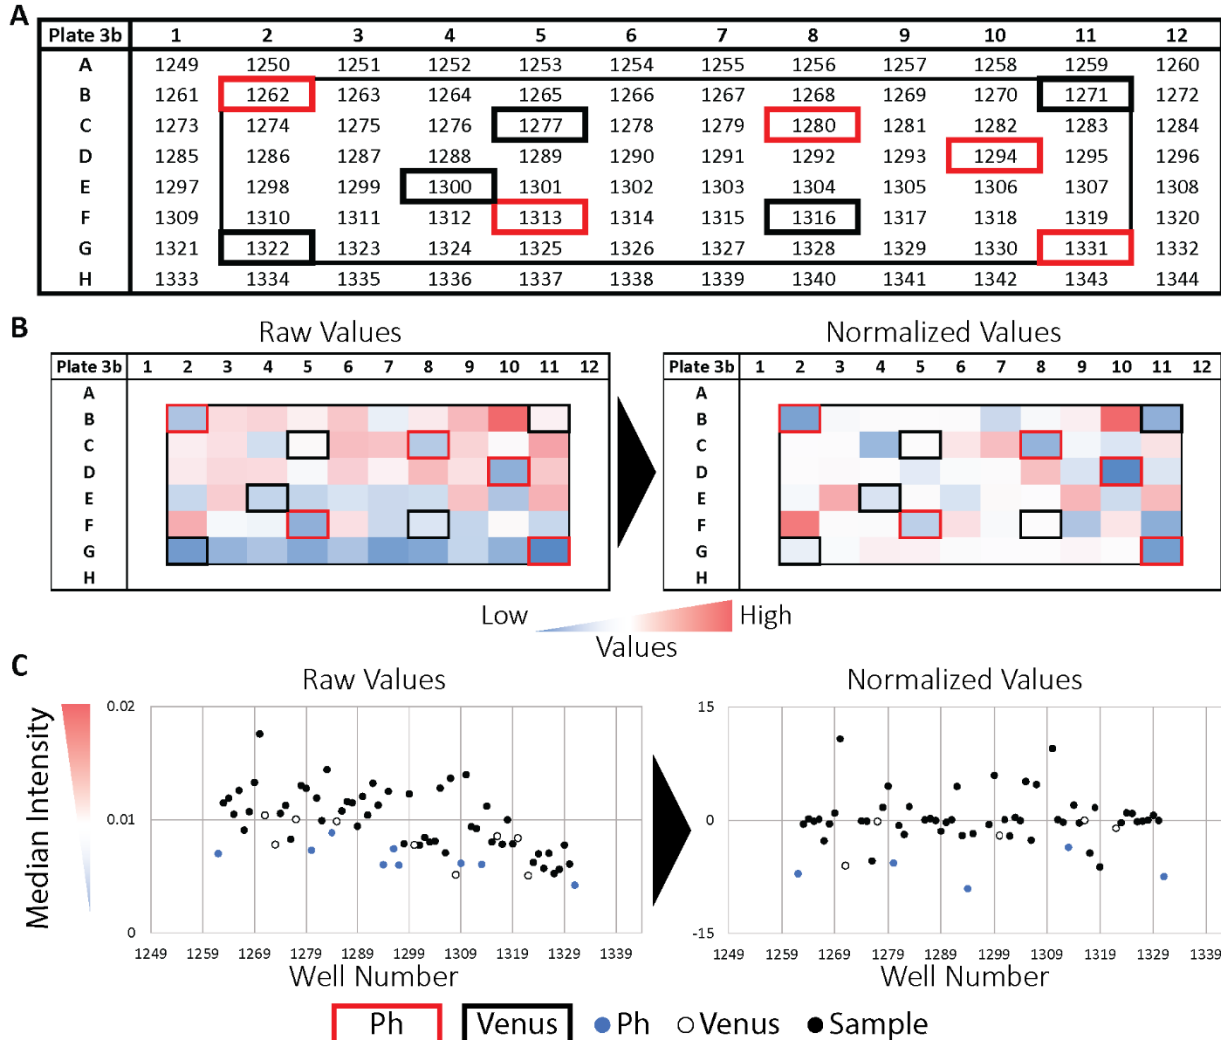 A
Plate 3b 1 2 3 4 5 6 7 8 9 10 11 12
A 1249 1250 1251 1252 1253 1254 1255 1256 1257 1258 1259 1260
B 1261 1262 1263 1264 1265 1266 1267 1268 1269 1270 1271 1272
C 1273 1274 1275 1276 1277 1278 1279 1280 1281 1282 1283 1284
D 1285 1286 1287 1288 1289 1290 1291 1292 1293 1294 1295 1296
E 1297 1298 1299 1300 1301 1302 1303 1304 1305 1306 1307 1308
F 1309 1310 1311 1312 1313 1314 1315 1316 1317 1318 1319 1320
G 1321 1322 1323 1324 1325 1326 1327 1328 1329 1330 1331 1332
H 1333 1334 1335 1336 1337 1338 1339 1340 1341 1342 1343 1344
B
Raw Values
Plate 3b 1 2 3 4 5 6 7 8 9 10 11 12
A
B
C
D
E
F
G
H
Normalized Values
Plate 3b 1 2 3 4 5 6 7 8 9 10 11 12
A
B
C
D
E
F
G
H
Low
High
Values
C
Raw Values
Median Intensity
0.02
0.01
0
1249 1259 1269 1279 1289 1299 1309 1319 1329 1339
Well Number
Normalized Values
15
0
-15
1249 1259 1269 1279 1289 1299 1309 1319 1329 1339
Well Number
Ph Venus Ph Venus Sample